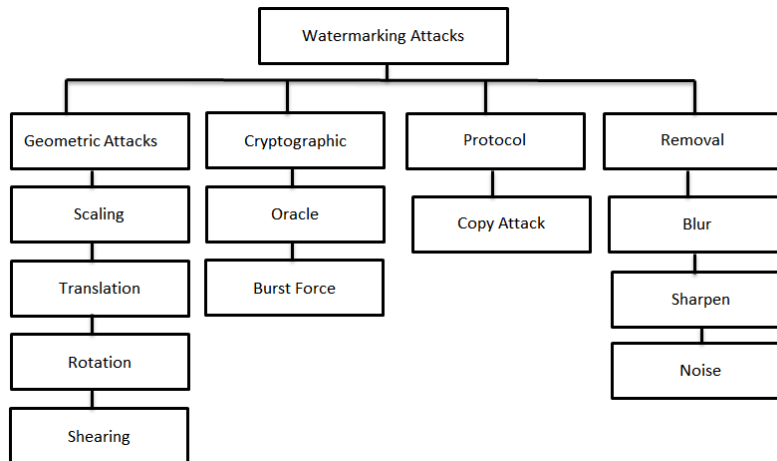 Watermarking Attacks
Geometric Attacks
Cryptographic
Protocol
Removal
Scaling
Oracle
Copy Attack
Blur
Translation
Burst Force
Sharpen
Rotation
Noise
Shearing